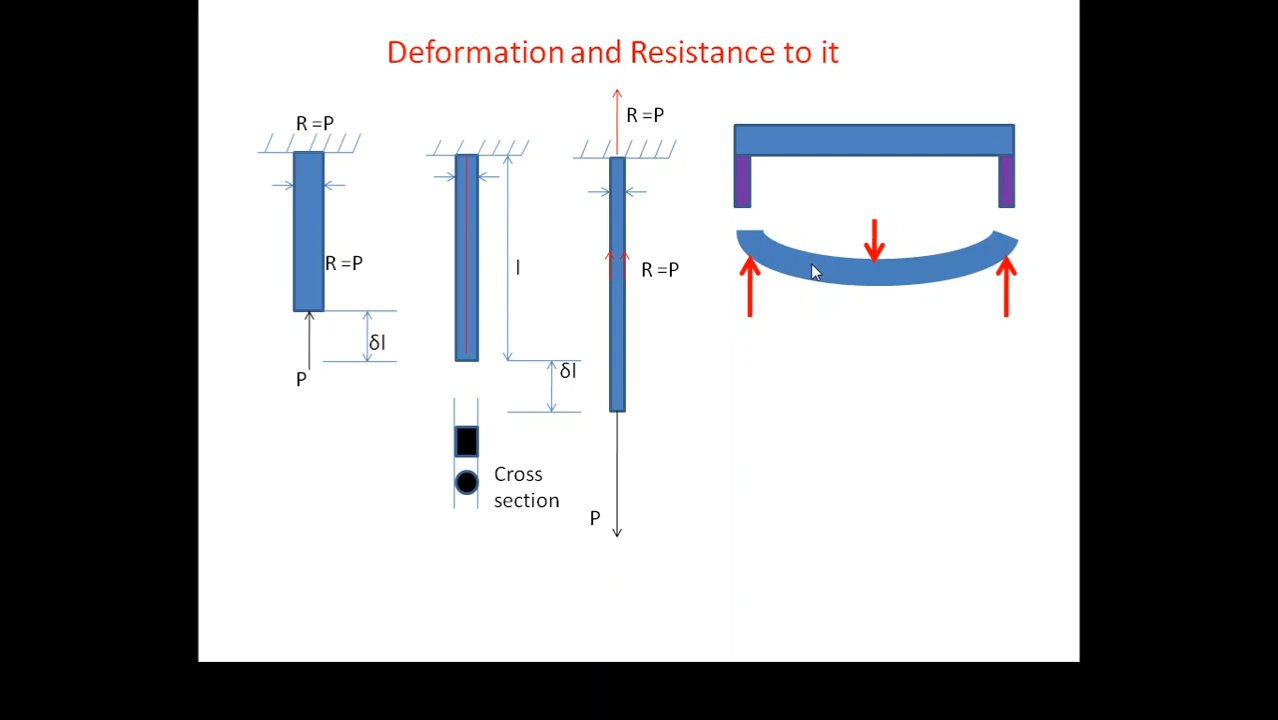 Deformation and Resistance to it
R =P
R =P
δl
P
l
δl
Cross
section
R =P
R =P
P